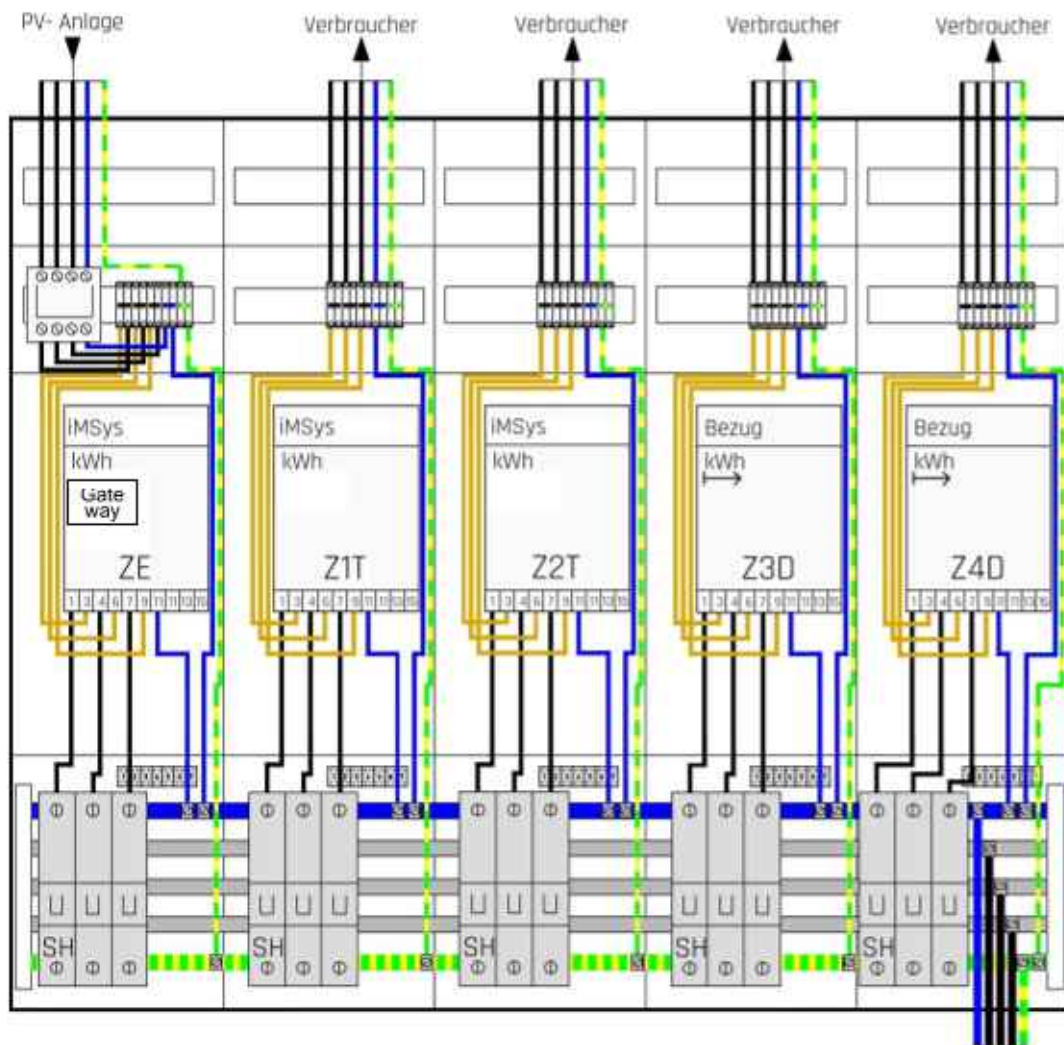 PV- Anlage
Verbraucher
Verbraucher
Verbraucher
Verbraucher
iMSys
kWh
Gate
way
ZE
iMSys
kWh
Z1T
iMSys
kWh
Z2T
Bezug
kWh
Z3D
Bezug
kWh
Z4D
SH
SH
SH
SH
SH